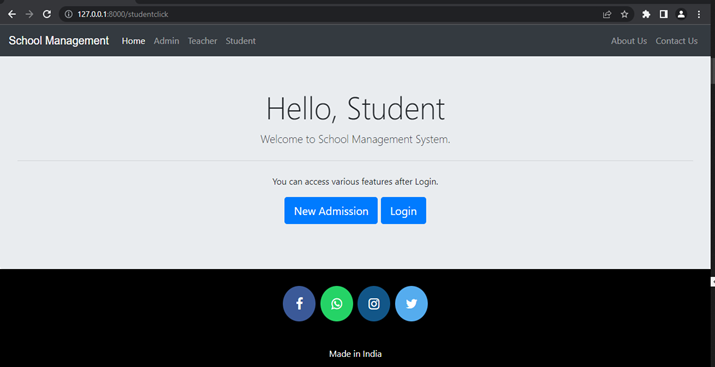 127.0.0.1:8000/studentclick
School Management Home Admin Teacher Student About Us Contact Us
Hello, Student
Welcome to School Management System.
You can access various features after Login.
New Admission Login
Made in India